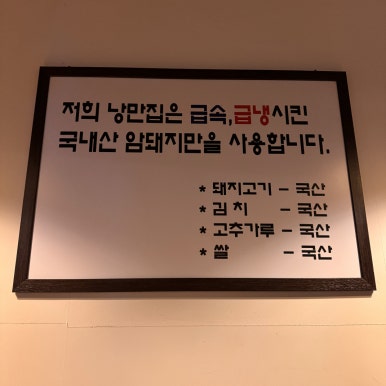 저희 낭만집은 급속,급냉시킨
국내산 암돼지만을 사용합니다.
* 돼지고기 - 국산
* 김 치 - 국산
* 고추가루 - 국산
* 쌀 - 국산